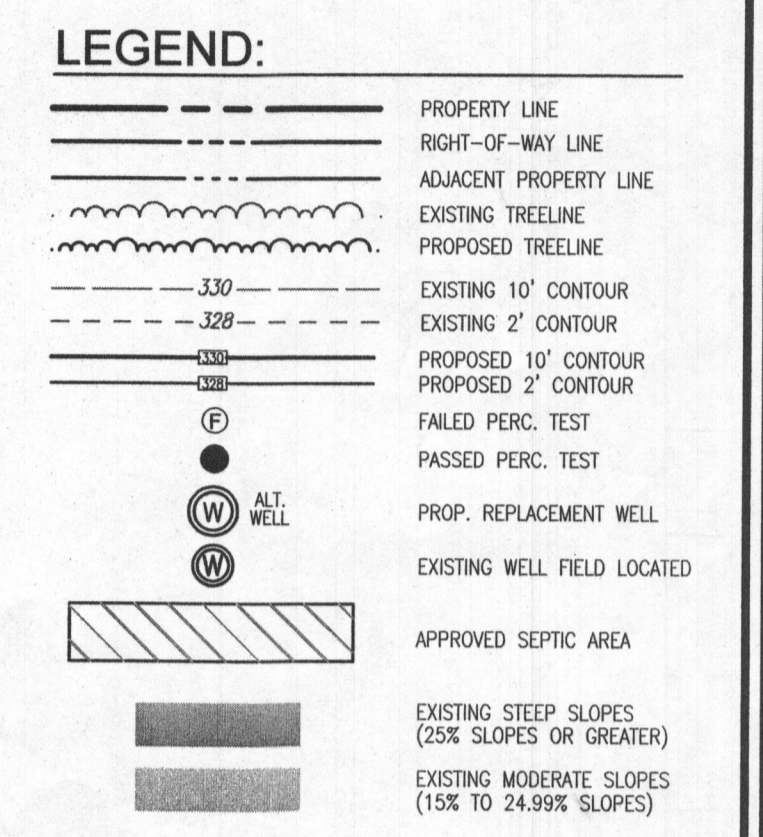 LEGEND:
PROPERTY LINE
RIGHT-OF-WAY LINE
ADJACENT PROPERTY LINE
EXISTING TREELINE
PROPOSED TREELINE
330 EXISTING 10' CONTOUR
328 EXISTING 2' CONTOUR
330 PROPOSED 10' CONTOUR
328 PROPOSED 2' CONTOUR
F FAILED PERC. TEST
PASSED PERC. TEST
W ALT.
WELL PROP. REPLACEMENT WELL
W EXISTING WELL FIELD LOCATED
APPROVED SEPTIC AREA
EXISTING STEEP SLOPES
(25% SLOPES OR GREATER)
EXISTING MODERATE SLOPES
(15% TO 24.99% SLOPES)